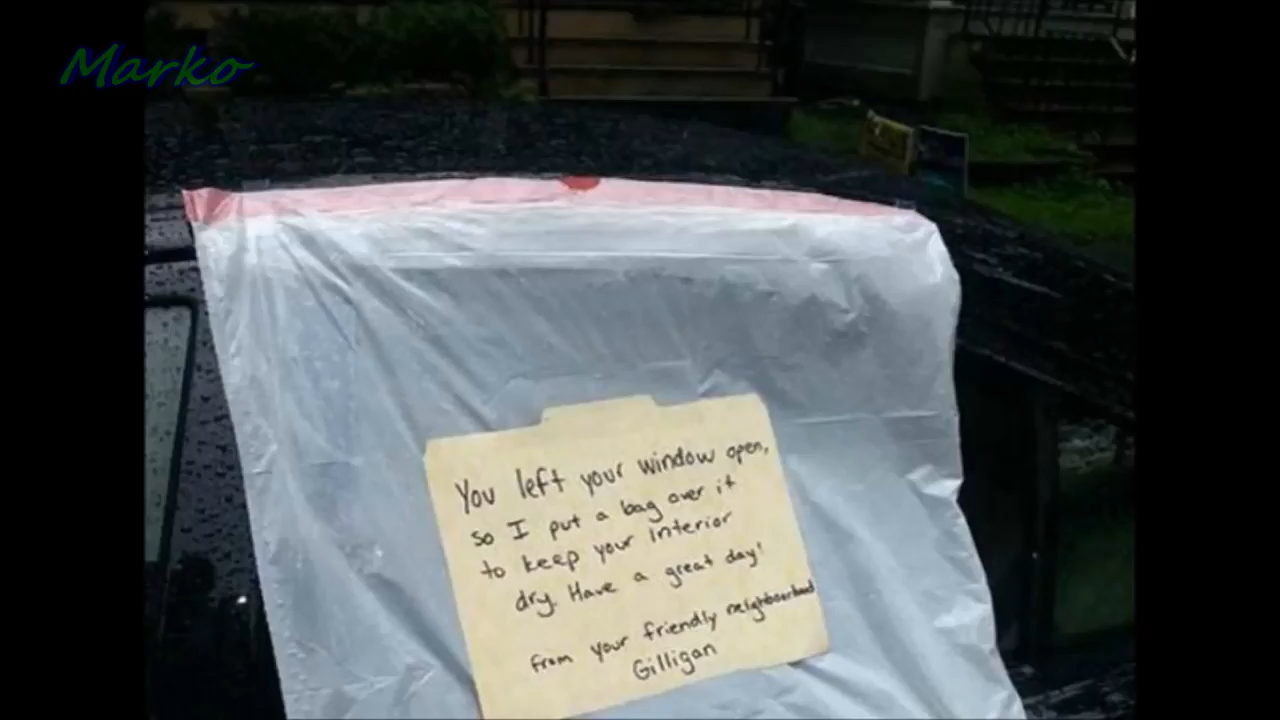 Marko
You left your window open,
so I put a bag over it
to keep your interior
dry. Have a great day!
from your friendly neighbourhood
Gilligan